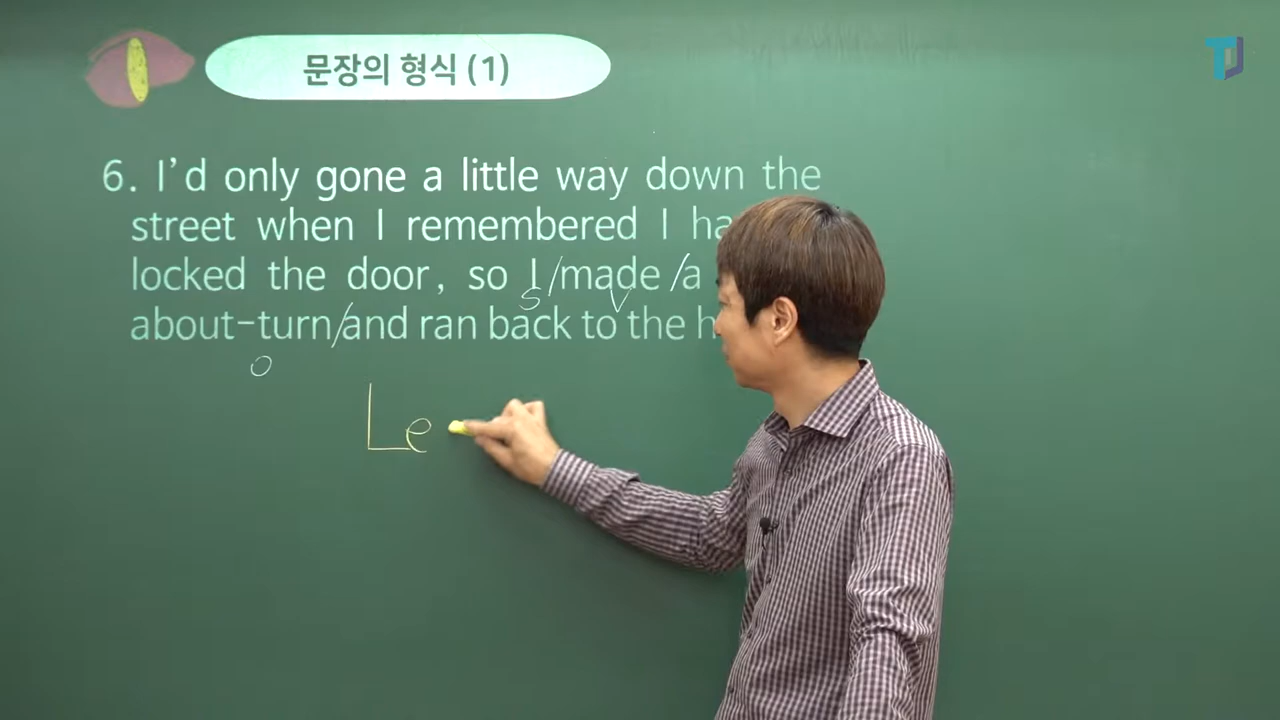 문장의 형식 (1)
TJ
6. I'd only gone a little way down the
street when I remembered I
locked the door, so I/made /a
S V
about-turn/and ran back to the
O
Le